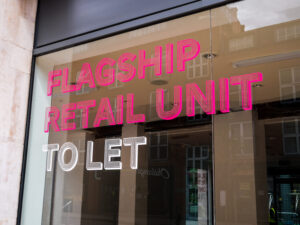 FLAGSHIP
RETAIL UNIT
TO LET